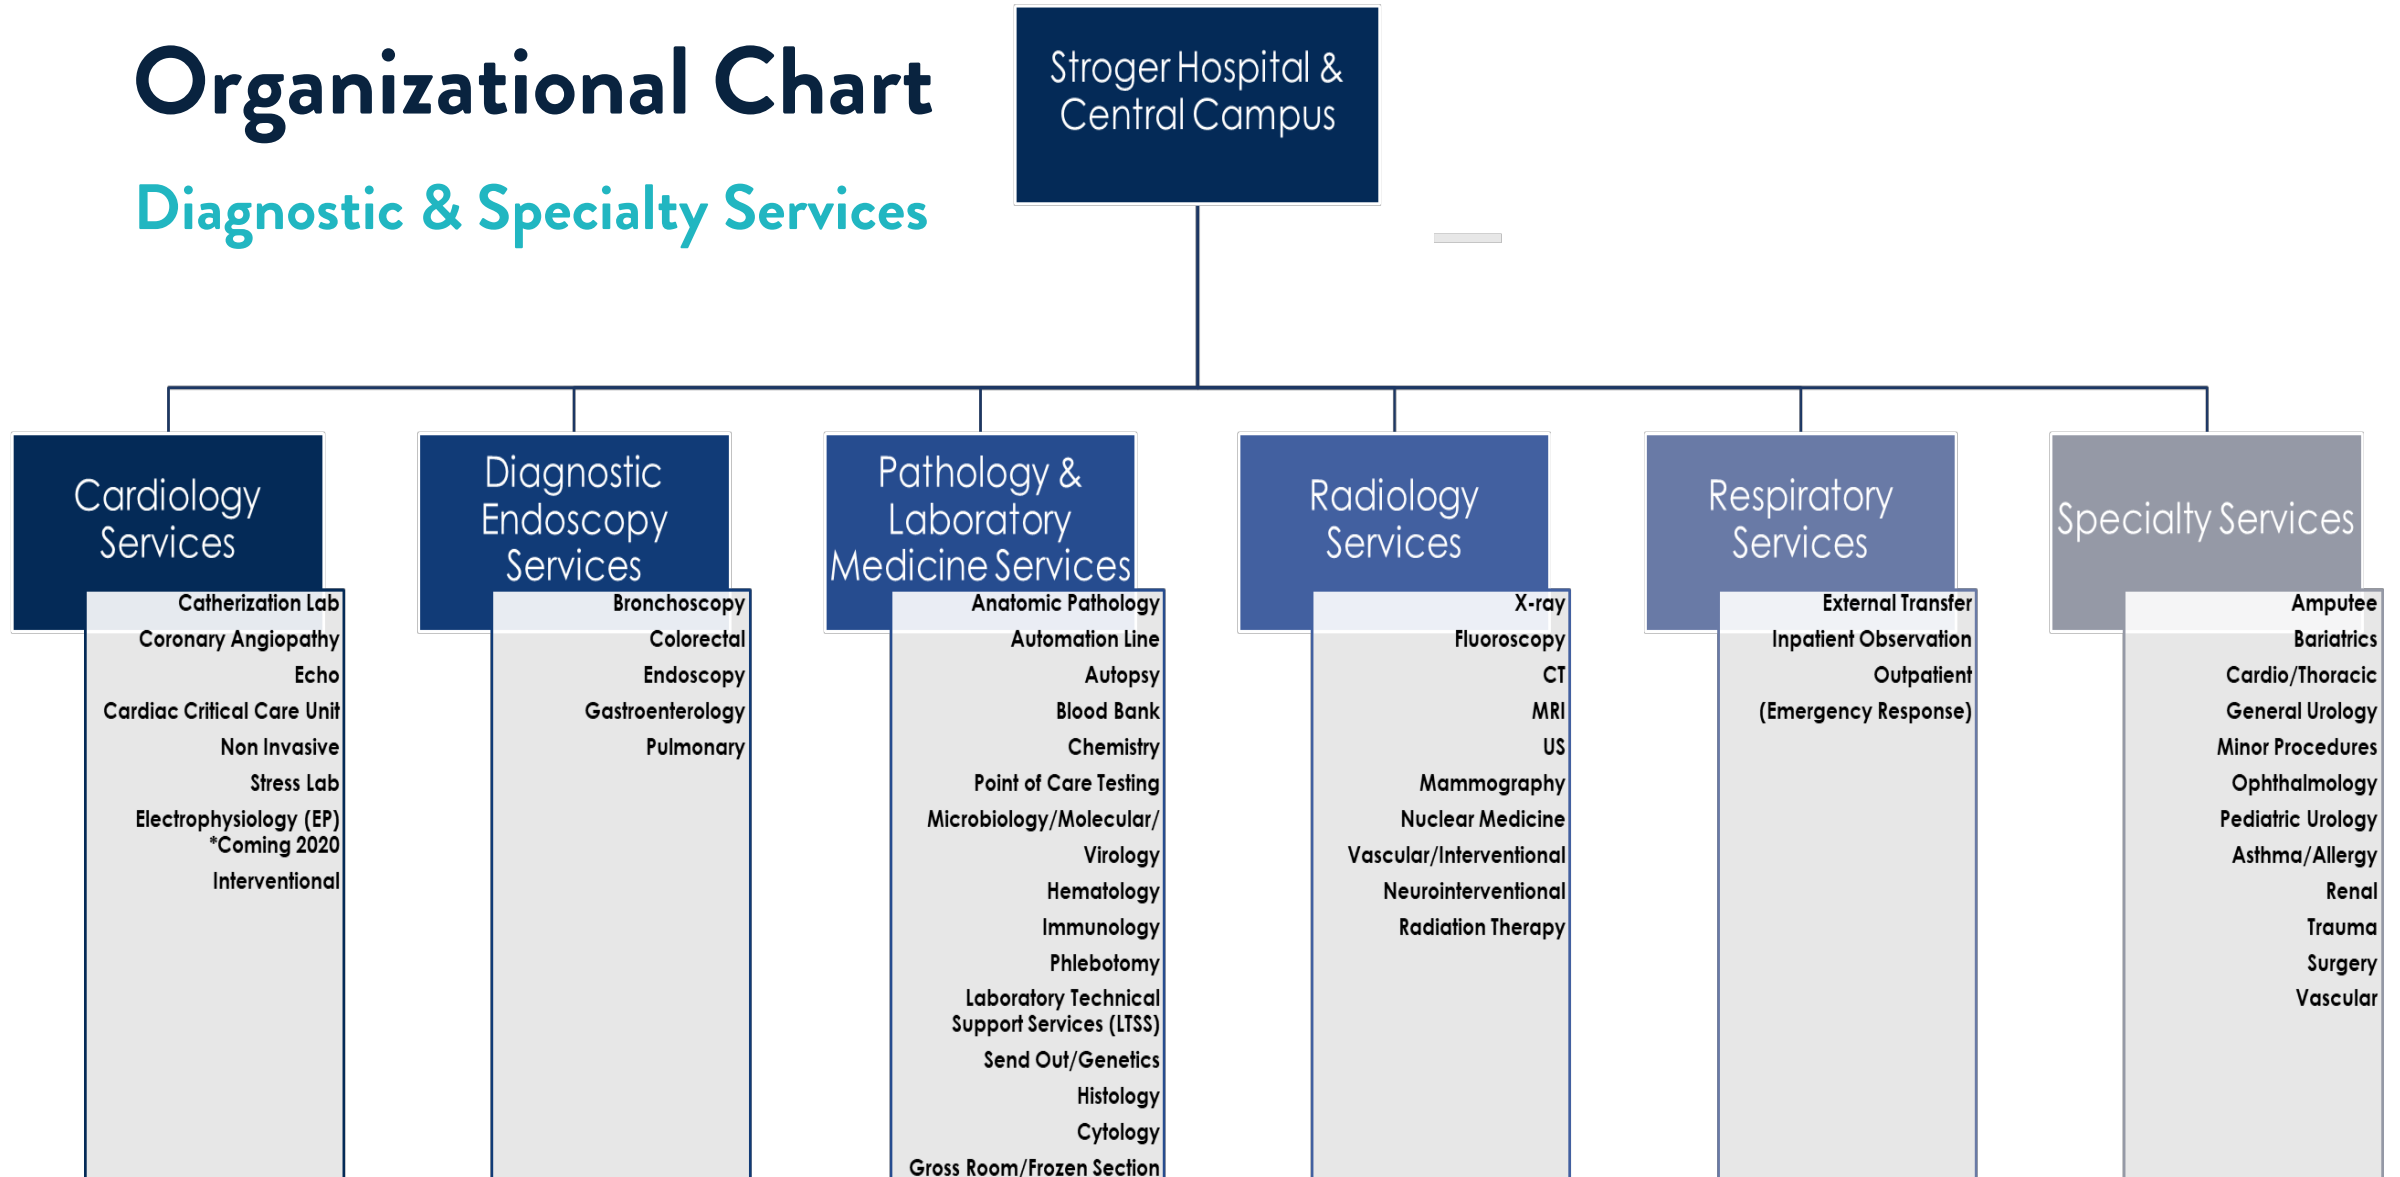 Organizational Chart
Diagnostic & Specialty Services
Stroger Hospital &
Central Campus
Cardiology
Services
Catherization Lab
Coronary Angiopathy
Echo
Cardiac Critical Care Unit
Non Invasive
Stress Lab
Electrophysiology (EP)
*Coming 2020
Interventional
Diagnostic
Endoscopy
Services
Bronchoscopy
Colorectal
Endoscopy
Gastroenterology
Pulmonary
Pathology &
Laboratory
Medicine Services
Anatomic Pathology
Automation Line
Autopsy
Blood Bank
Chemistry
Point of Care Testing
Microbiology/Molecular/
Virology
Hematology
Immunology
Phlebotomy
Laboratory Technical
Support Services (LTSS)
Send Out/Genetics
Histology
Cytology
Gross Room/Frozen Section
Radiology
Services
X-ray
Fluoroscopy
CT
MRI
US
Mammography
Nuclear Medicine
Vascular/Interventional
Neurointerventional
Radiation Therapy
Respiratory
Services
External Transfer
Inpatient Observation
Outpatient
(Emergency Response)
Specialty Services
Amputee
Bariatrics
Cardio/Thoracic
General Urology
Minor Procedures
Ophthalmology
Pediatric Urology
Asthma/Allergy
Renal
Trauma
Surgery
Vascular